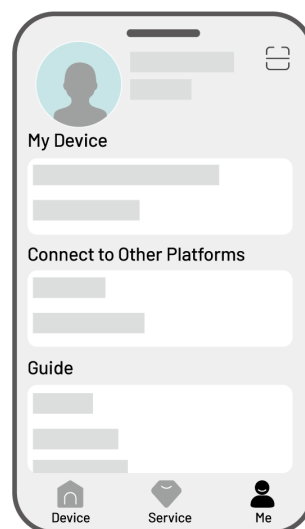 My Device
Connect to Other Platforms
Guide
Device
Service
Me